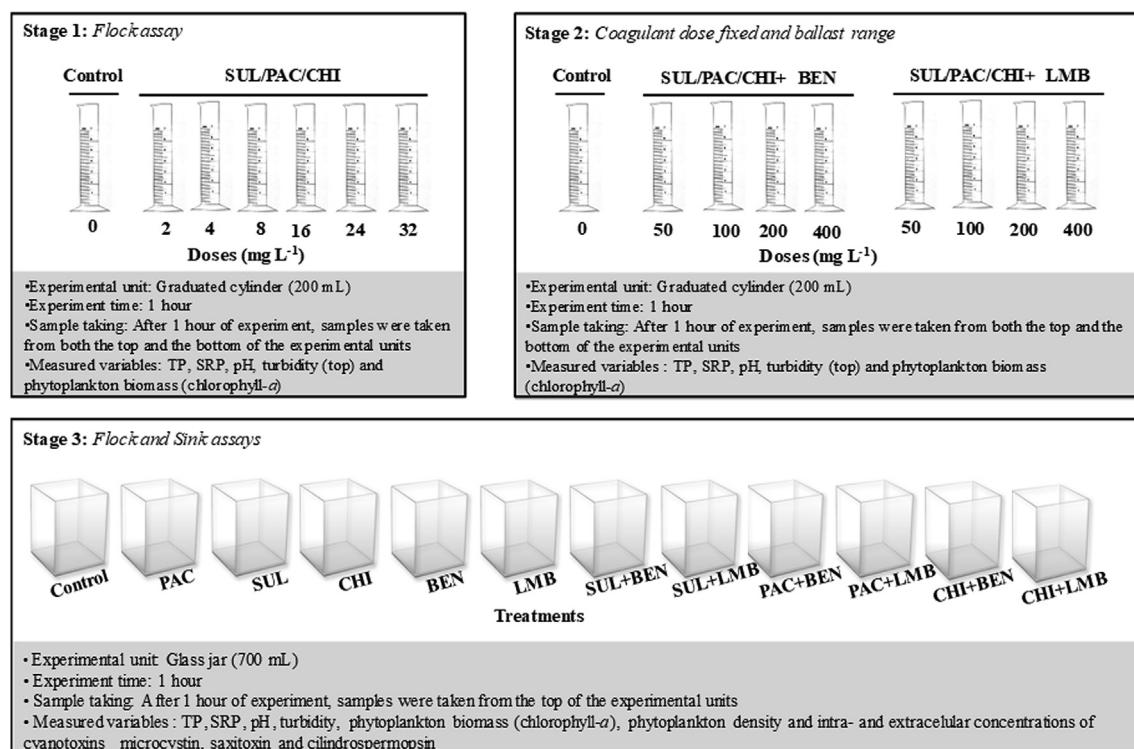 Stage 1: Flock assay
Control
SUL/PAC/CHI
0
2
4
8
16
24
32
Doses (mg L-1)
•Experimental unit: Graduated cylinder (200 mL)
•Experiment time: 1 hour
•Sample taking: After 1 hour of experiment, samples were taken
from both the top and the bottom of the experimental units
•Measured variables: TP, SRP, pH, turbidity (top) and
phytoplankton biomass (chlorophyll-a)
Stage 2: Coagulant dose fixed and ballast range
Control
SUL/PAC/CHI+ BEN
SUL/PAC/CHI+ LMB
0
50
100
200
400
50
100
200
400
Doses (mg L-1)
•Experimental unit: Graduated cylinder (200 mL)
•Experiment time: 1 hour
•Sample taking: After 1 hour of experiment, samples were taken from both the top and the
bottom of the experimental units
•Measured variables : TP, SRP, pH, turbidity (top) and phytoplankton biomass
(chlorophyll-a)
Stage 3: Flock and Sink assays
Control
PAC
SUL
CHI
BEN
LMB
SUL+BEN
SUL+LMB
PAC+BEN
PAC+LMB
CHI+BEN
CHI+LMB
Treatments
• Experimental unit: Glass jar (700 mL)
• Experiment time: 1 hour
• Sample taking: After 1 hour of experiment, samples were taken from the top of the experimental units
• Measured variables : TP, SRP, pH, turbidity, phytoplankton biomass (chlorophyll-a), phytoplankton density and intra- and extracelular concentrations of
cyanotoxins microcystin, saxitoxin and cilindrospermopsin